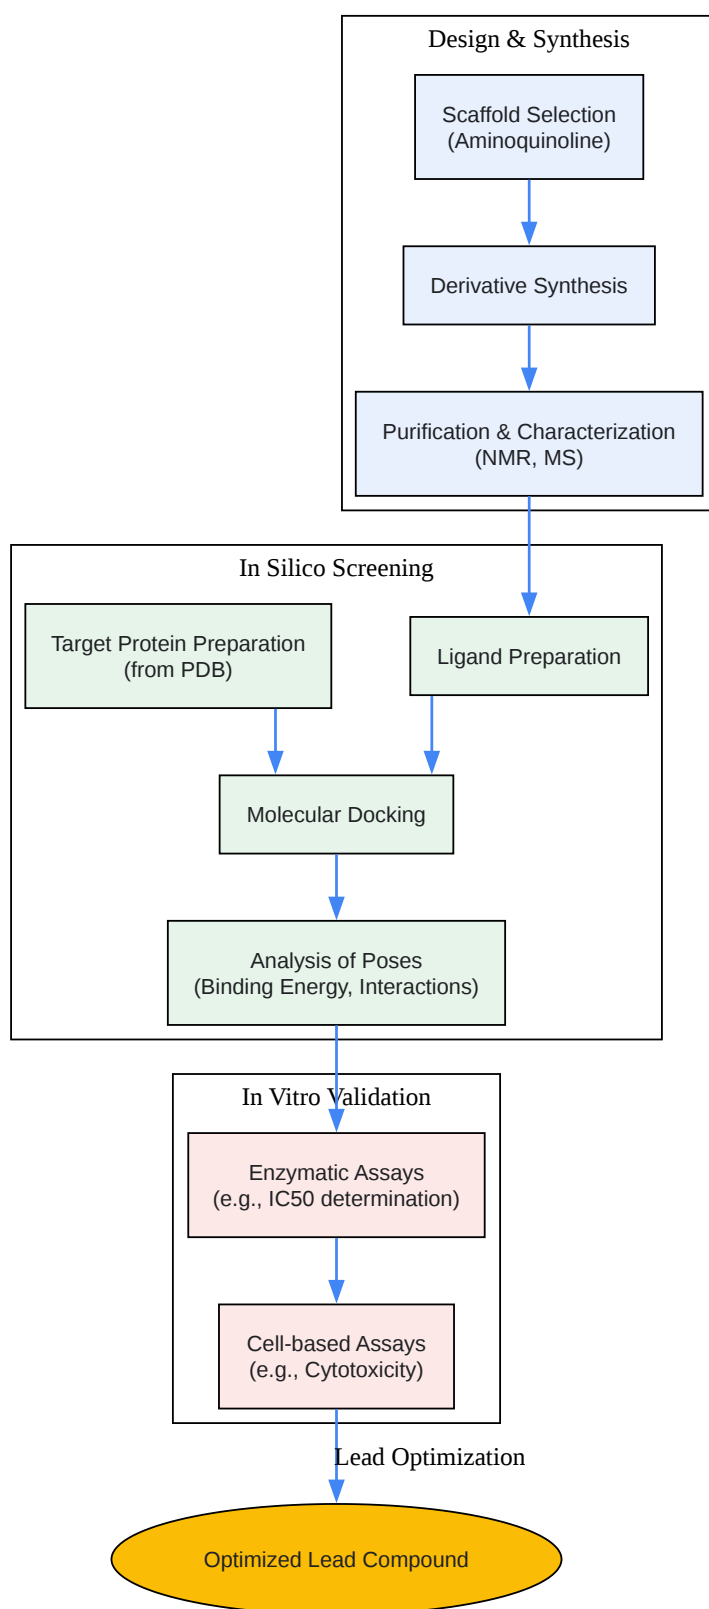 Design & Synthesis
Scaffold Selection
(Aminoquinoline)
Derivative Synthesis
Purification & Characterization
(NMR, MS)
In Silico Screening
Target Protein Preparation
(from PDB)
Ligand Preparation
Molecular Docking
Analysis of Poses
(Binding Energy, Interactions)
In Vitro Validation
Enzymatic Assays
(e.g., IC50 determination)
Cell-based Assays
(e.g., Cytotoxicity)
Lead Optimization
Optimized Lead Compound